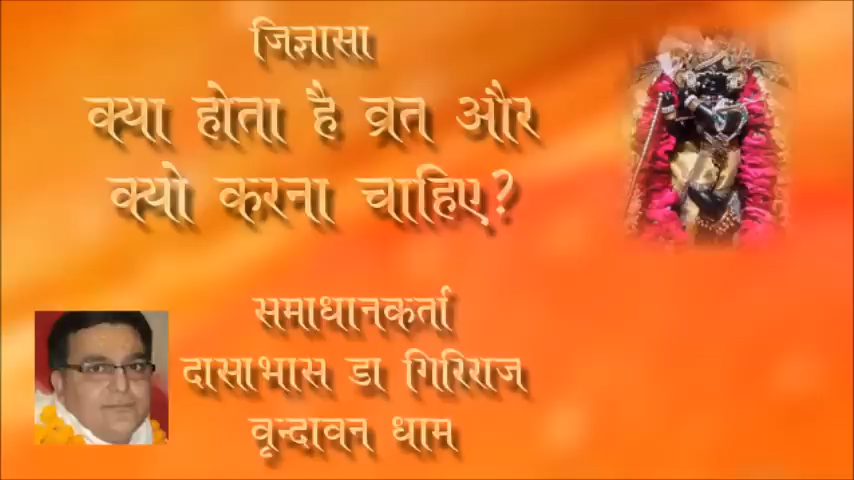 जिज्ञासा
क्या होता है व्रत और
क्यो करना चाहिए?
समाधानकर्ता
दासाभास डा गिरिराज
वृन्दावन धाम